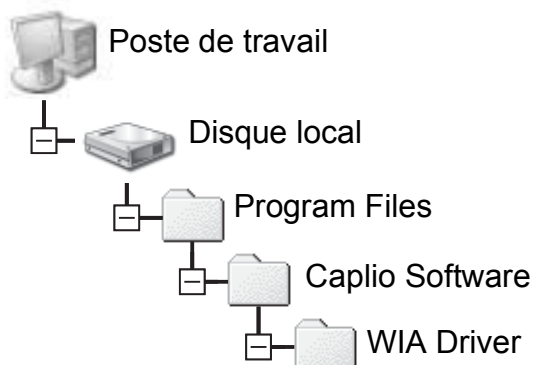 Poste de travail
Disque local
Program Files
Caplio Software
WIA Driver